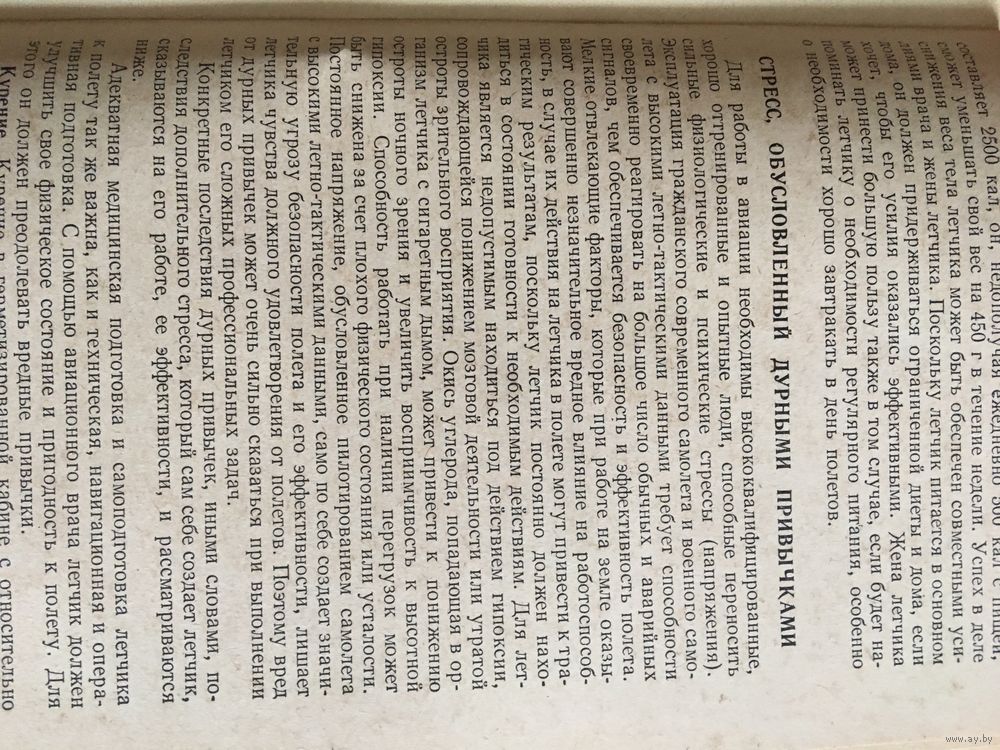 составляет 2500 кал, он, недополучая ежедневно 500 кал с пищей,
сможет уменьшать свой вес на 450 г в течение недели. Успех в деле
снижения веса тела летчика может быть обеспечен совместными уси-
лиями врача и жены летчика. Поскольку летчик питается в основном
дома, он должен придерживаться ограниченной диеты и дома, если
хочет, чтобы его усилия оказались эффективными. Жена летчика
может принести большую пользу также в том случае, если будет на-
поминать летчику о необходимости регулярного питания, особенно
о необходимости хорошо завтракать в день полетов.
СТРЕСС, ОБУСЛОВЛЕННЫЙ ДУРНЫМИ ПРИВЫЧКАМИ
Для работы в авиации необходимы высококвалифицированные,
хорошо оттренированные и опытные люди, способные переносить
сильные физиологические и психические стрессы (напряжения).
Эксплуатация гражданского современного самолета и военного само-
лета с высокими летно-тактическими данными требует способности
своевременно реагировать на большое число обычных и аварийных
сигналов, чем обеспечивается безопасность и эффективность полета.
Мелкие отвлекающие факторы, которые при работе на земле оказы-
вают совершенно незначительное вредное влияние на работоспособ-
ность, в случае их действия на летчика в полете могут привести к тра-
гическим результатам, поскольку летчик постоянно должен нахо-
диться в состоянии готовности к необходимым действиям. Для лет-
чика является недопустимым находиться под действием гипоксии,
сопровождающейся понижением мозговой деятельности или утратой
остроты зрительного восприятия. Окись углерода, попадающая в ор-
ганизм летчика с сигаретным дымом, может привести к понижению
остроты ночного зрения и увеличить восприимчивость к высотной
гипоксии. Способность работать при наличии перегрузок может
быть снижена за счет плохого физического состояния или усталости.
Постоянное напряжение, обусловленное пилотированием самолета
с высокими летно-тактическими данными, само по себе создает значи-
тельную угрозу безопасности полета и его эффективности, лишает
летчика чувства должного удовлетворения от полетов. Поэтому вред
от дурных привычек может очень сильно сказаться при выполнении
летчиком его сложных профессиональных задач.
Конкретные последствия дурных привычек, иными словами, по-
следствия дополнительного стресса, который сам себе создает летчик,
сказываются на его работе, ее эффективности, и рассматриваются
ниже.
Адекватная медицинская подготовка и самоподготовка летчика
к полету так же важна, как и техническая, навигационная и опера-
тивная подготовка. С помощью авиационного врача летчик должен
улучшить свое физическое состояние и пригодность к полету. Для
этого он должен преодолевать вредные привычки.
Курение. Курение в герметизированной кабине с относительно
www.ay.by